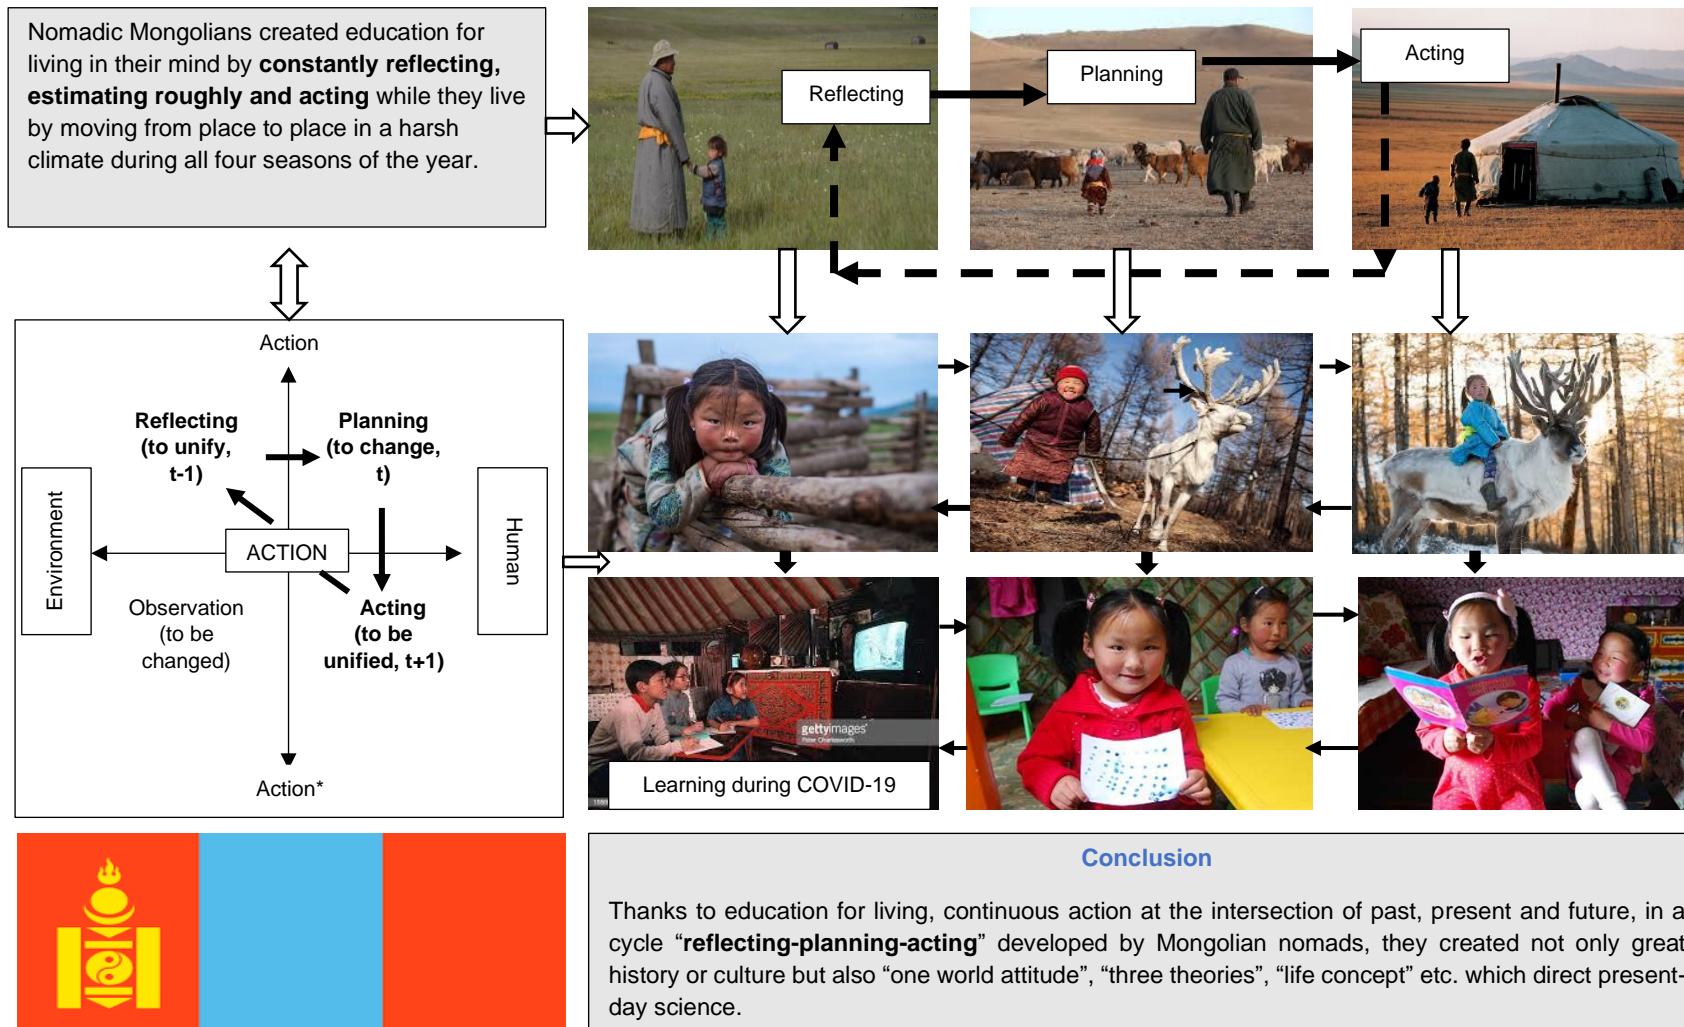 Nomadic Mongolians created education for
living in their mind by constantly reflecting,
estimating roughly and acting while they live
by moving from place to place in a harsh
climate during all four seasons of the year.
Reflecting
Planning
Acting
Action
Reflecting
(to unify,
t-1)
Planning
(to change,
t)
Environment
ACTION
Human
Observation
(to be
changed)
Acting
(to be
unified, t+1)
Action*
gettyimages®
Peter Charlesworth
Learning during COVID-19
Conclusion
Thanks to education for living, continuous action at the intersection of past, present and future, in a
cycle “reflecting-planning-acting” developed by Mongolian nomads, they created not only great
history or culture but also “one world attitude”, “three theories”, “life concept” etc. which direct present-
day science.